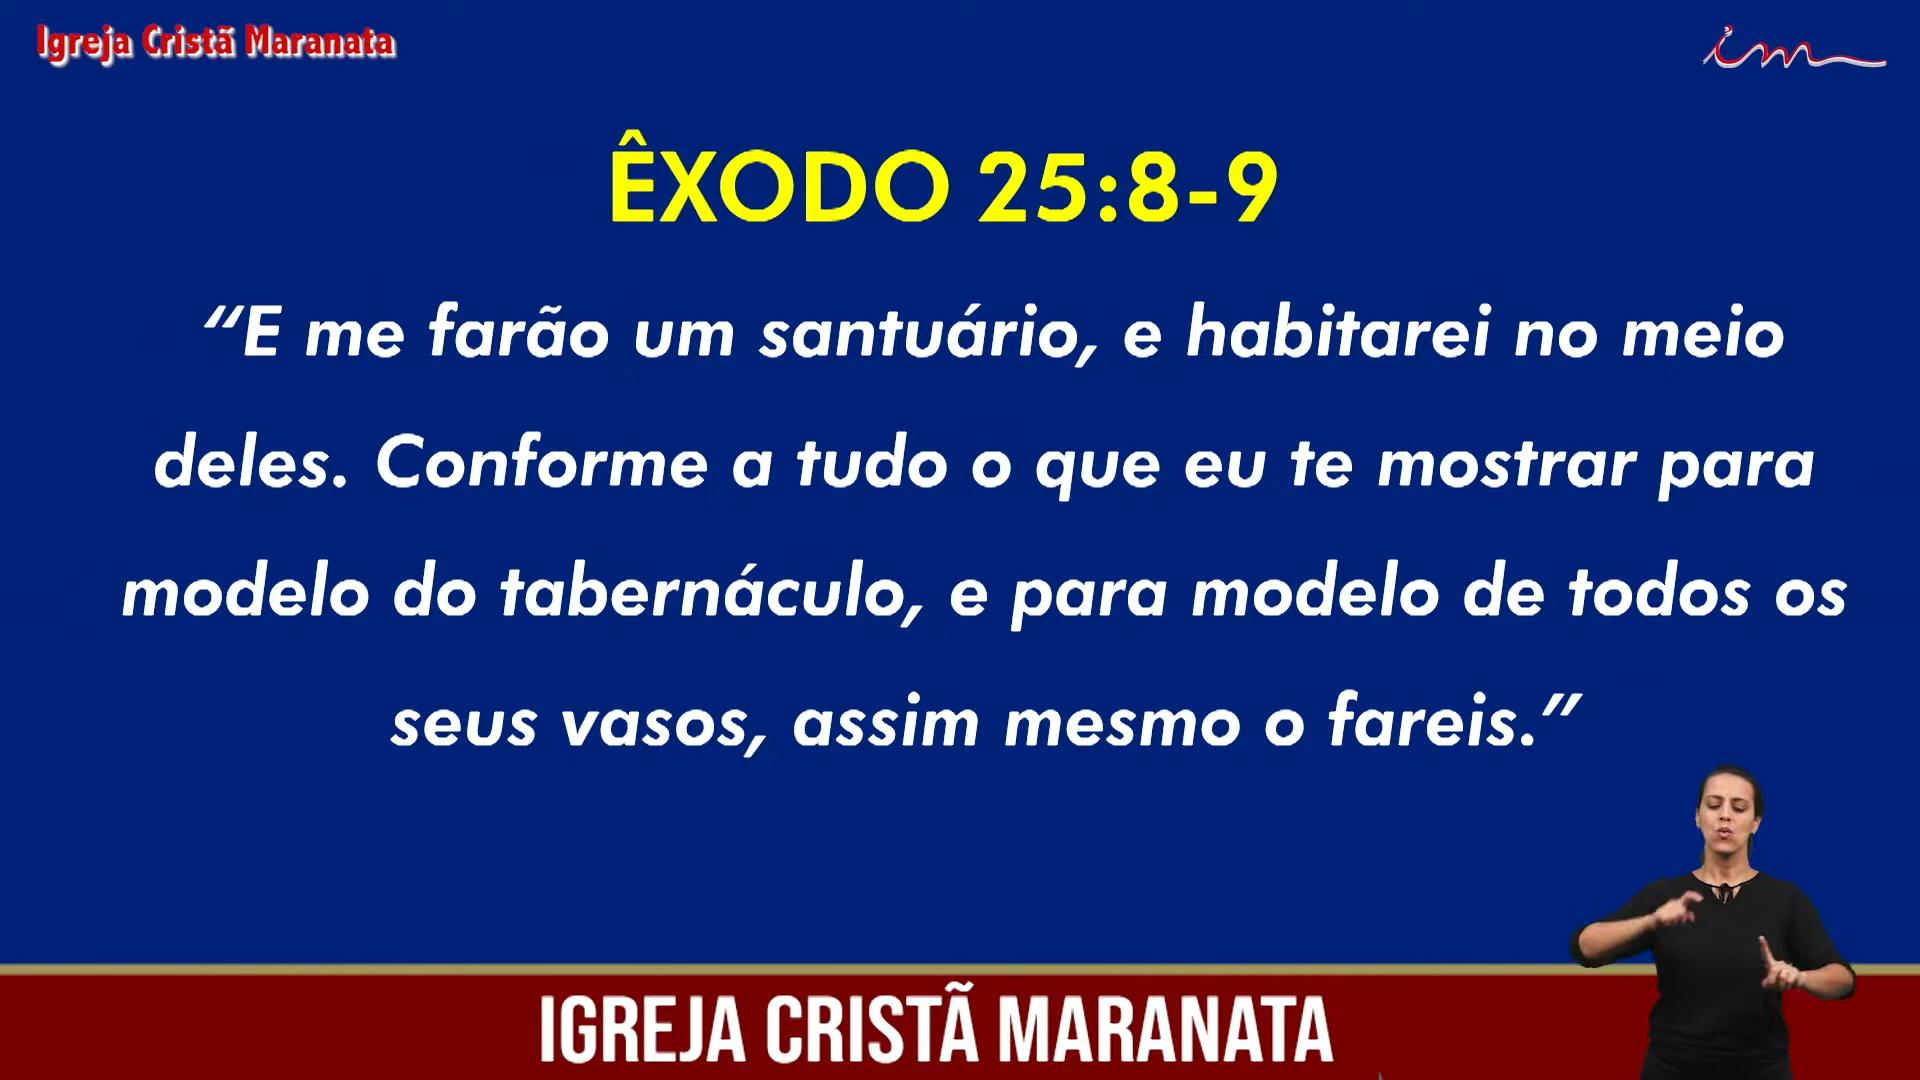 Igreja Cristã Maranata
im
ÊXODO 25:8-9
“E me farão um santuário, e habitarei no meio
deles. Conforme a tudo o que eu te mostrar para
modelo do tabernáculo, e para modelo de todos os
seus vasos, assim mesmo o fareis.”
IGREJA CRISTÃ MARANATA